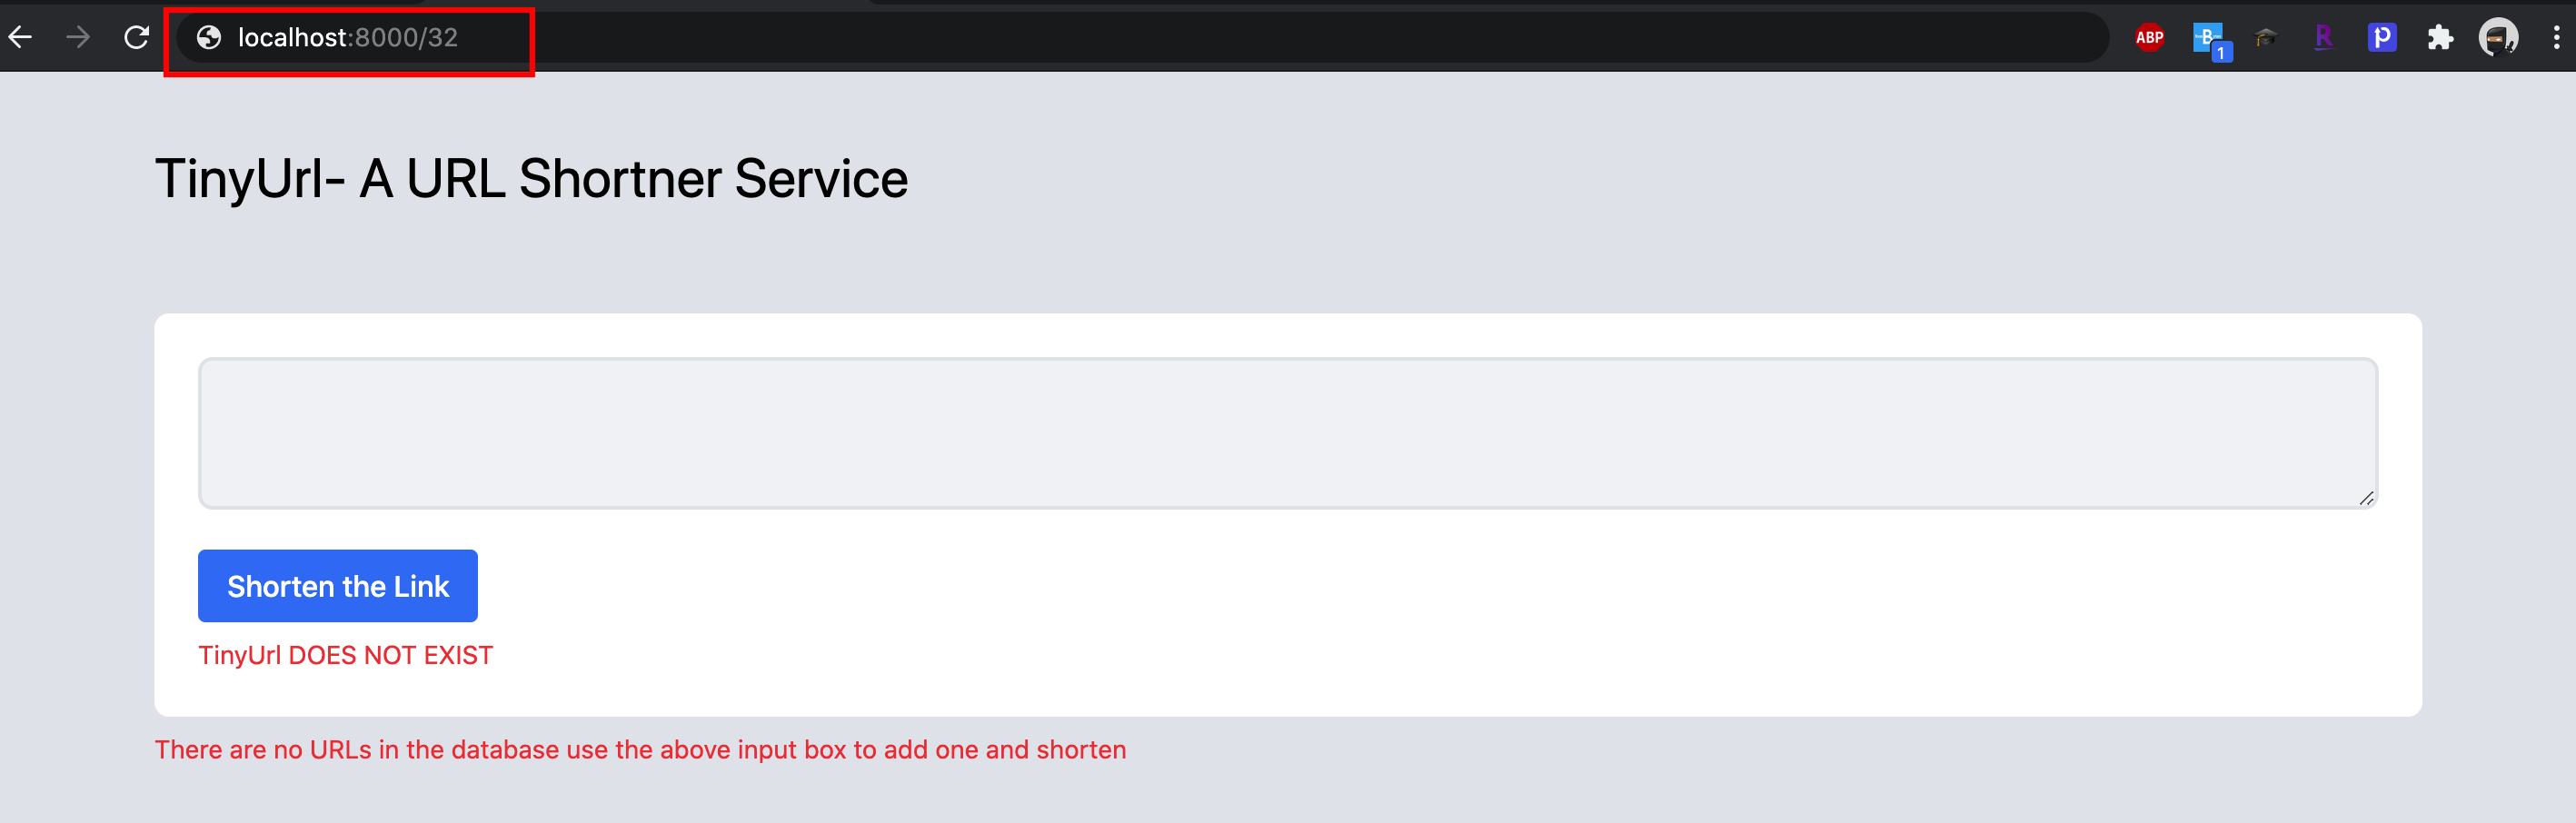 localhost:8000/32
ABP
B
1
R
p
TinyUrl- A URL Shortner Service
Shorten the Link
TinyUrl DOES NOT EXIST
There are no URLs in the database use the above input box to add one and shorten